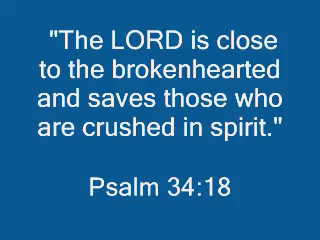 "The LORD is close
to the brokenhearted
and saves those who
are crushed in spirit."
Psalm 34:18